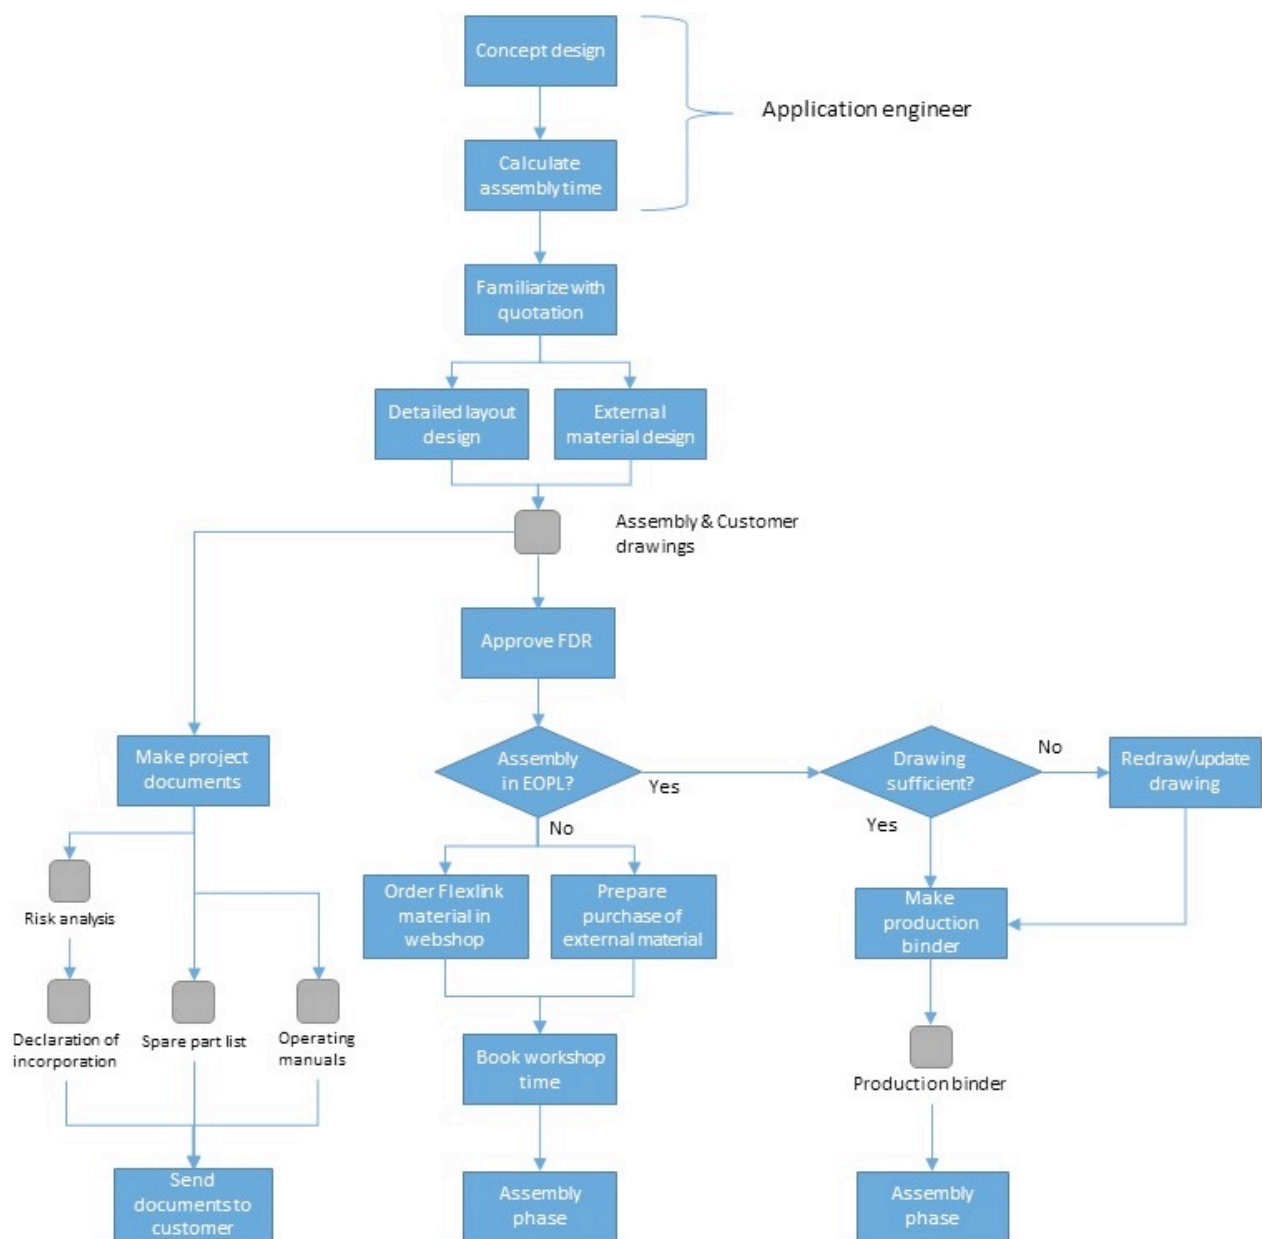 Concept design
Application engineer
Calculate
assembly time
Familiarize with
quotation
Detailed layout
design
External
material design
Assembly & Customer
drawings
Approve FDR
Make project
documents
Assembly
in EOPL?
Yes
No
Drawing
sufficient?
No
Yes
Redraw/update
drawing
Risk analysis
Order Flexlink
material in
webshop
Prepare
purchase of
external material
Make
production
binder
Declaration of
incorporation
Spare part list
Operating
manuals
Book workshop
time
Production binder
Send
documents to
customer
Assembly
phase
Assembly
phase